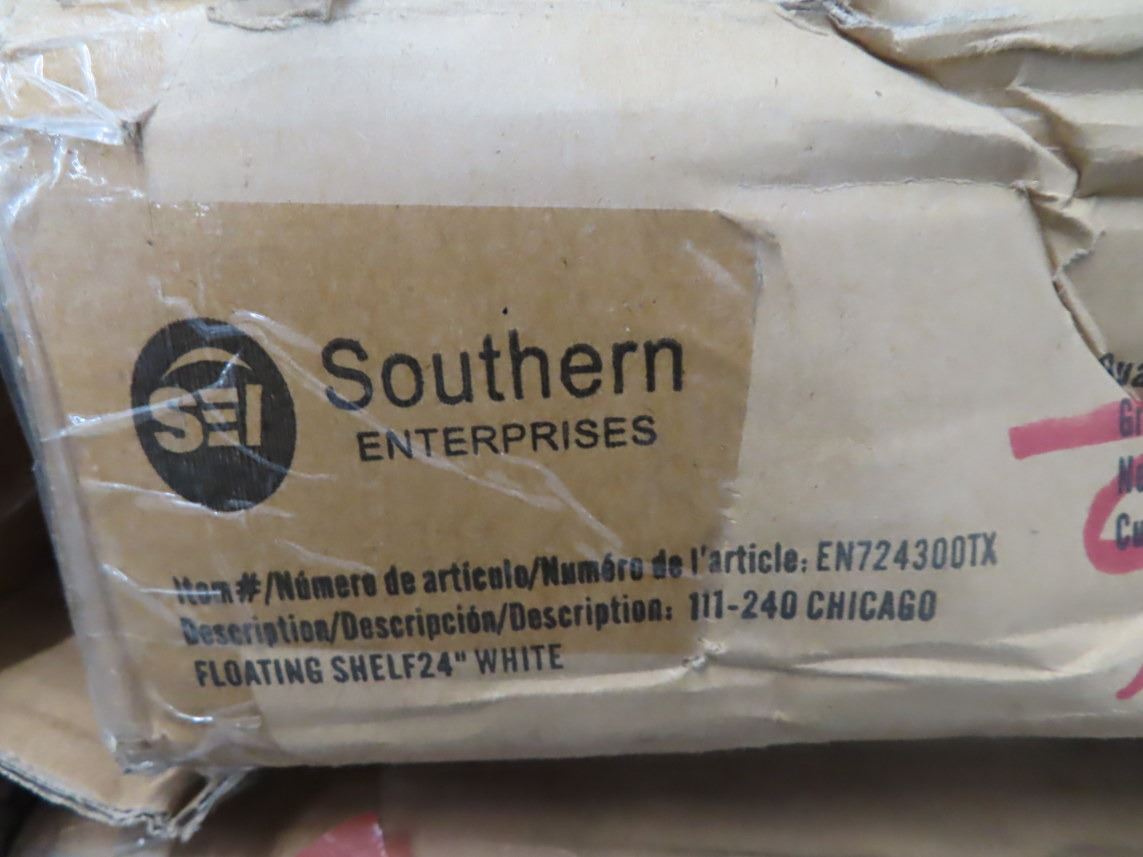 SEI
Southern
ENTERPRISES
Item#/Número de artículo/Numéro de l'article: EN724300TX
Description/Descripción/Description: 111-240 CHICAGO
FLOATING SHELF24" WHITE